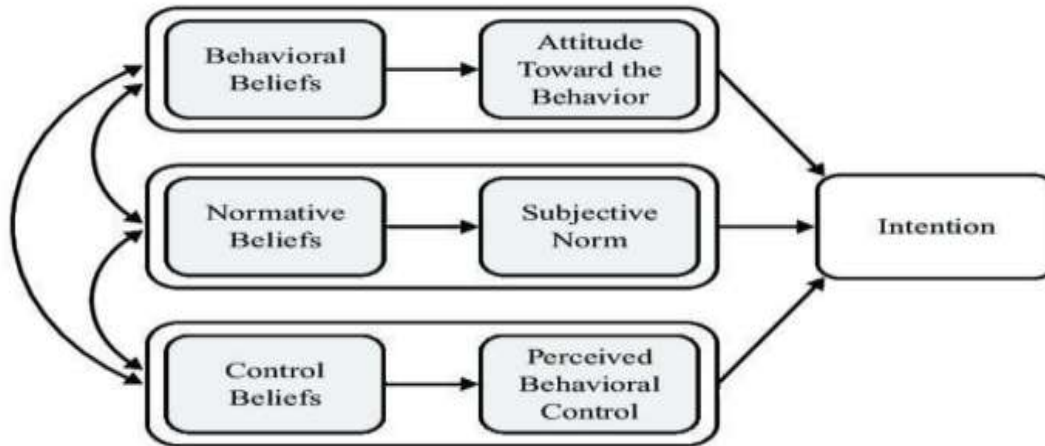 Behavioral
Beliefs
Attitude
Toward the
Behavior
Normative
Beliefs
Subjective
Norm
Intention
Control
Beliefs
Perceived
Behavioral
Control